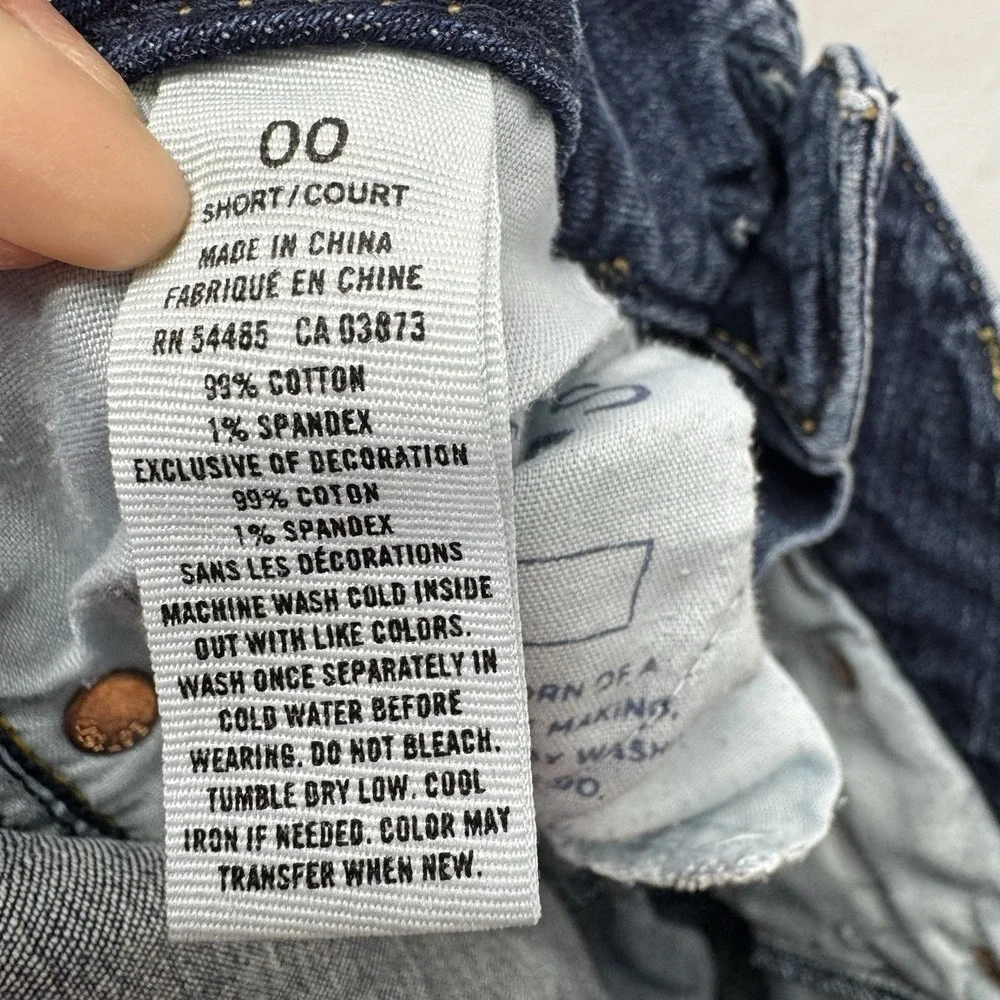 00
SHORT/COURT
MADE IN CHINA
FABRIQUÉ EN CHINE
RN 54485 CA 03873
99% COTTON
1% SPANDEX
EXCLUSIVE OF DECORATION
99% COTON
1% SPANDEX
SANS LES DÉCORATIONS
MACHINE WASH COLD INSIDE
OUT WITH LIKE COLORS.
WASH ONCE SEPARATELY IN
COLD WATER BEFORE
WEARING. DO NOT BLEACH.
TUMBLE DRY LOW. COOL
IRON IF NEEDED. COLOR MAY
TRANSFER WHEN NEW.
OF A
MAKING,
WASH